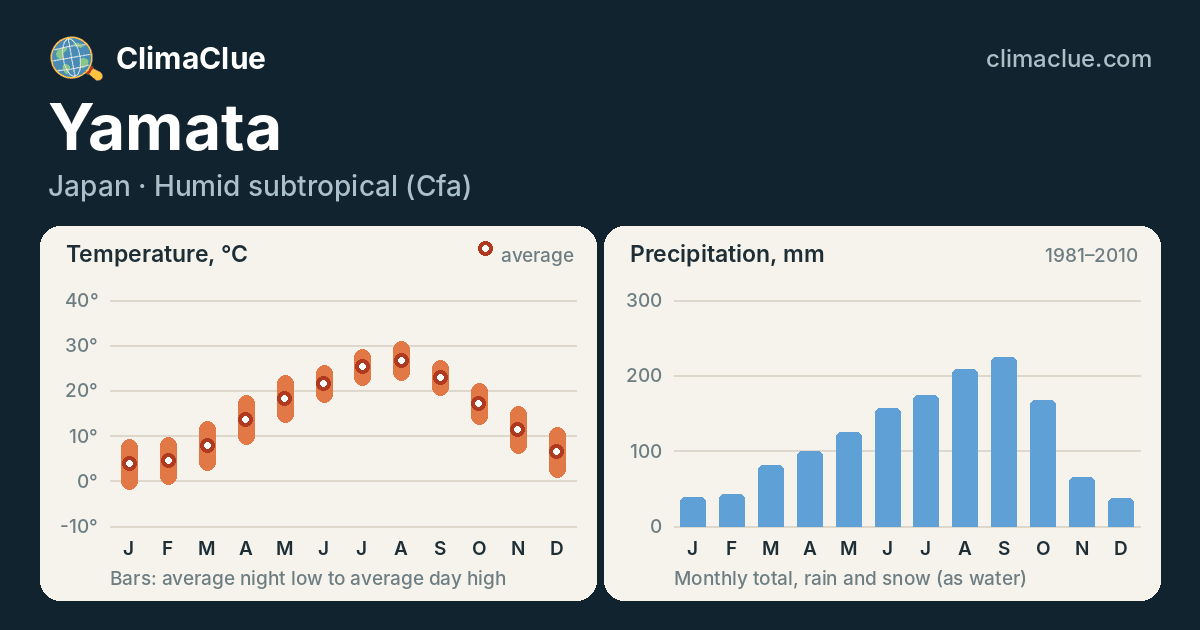 ClimaClue
climaclue.com
Yamata
Japan · Humid subtropical (Cfa)
Temperature, °C
average
40°
30°
20°
10°
0°
-10°
J F M A M J J A S O N D
Bars: average night low to average day high
Precipitation, mm
1981–2010
300
200
100
0
J F M A M J J A S O N D
Monthly total, rain and snow (as water)